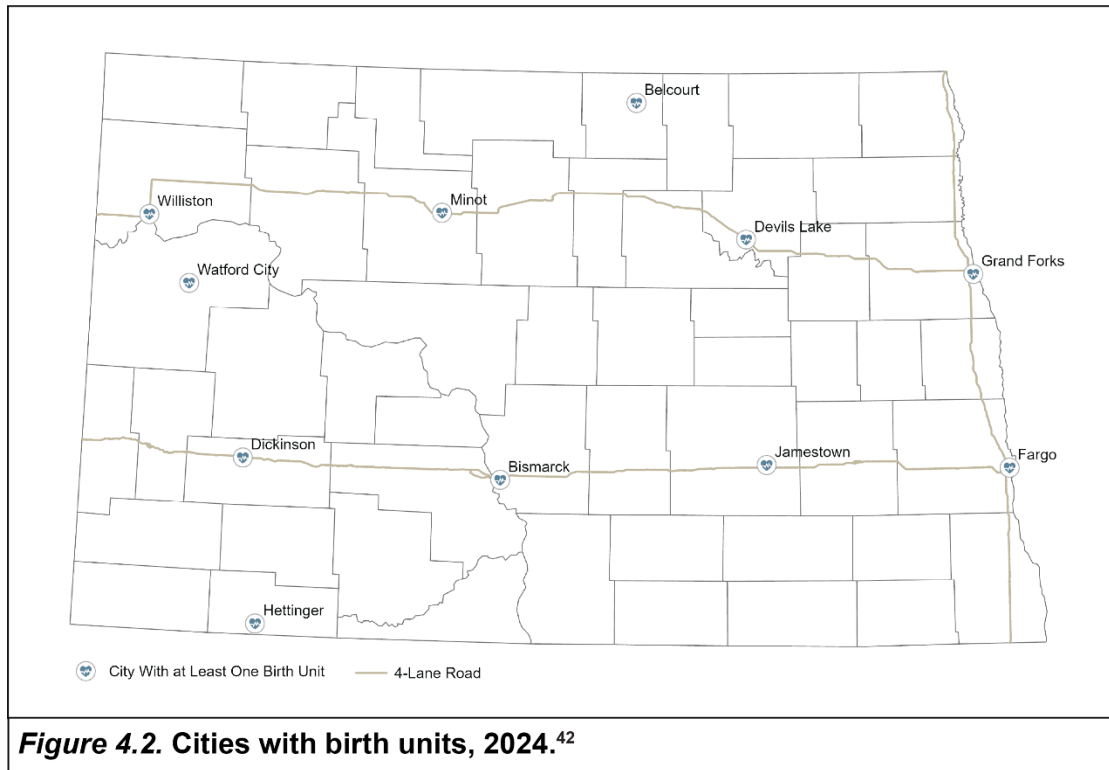 Belcourt
Williston
Minot
Devils Lake
Watford City
Grand Forks
Dickinson
Bismarck
Jamestown
Fargo
Hettinger
City With at Least One Birth Unit
4-Lane Road
Figure 4.2. Cities with birth units, 2024.⁴²